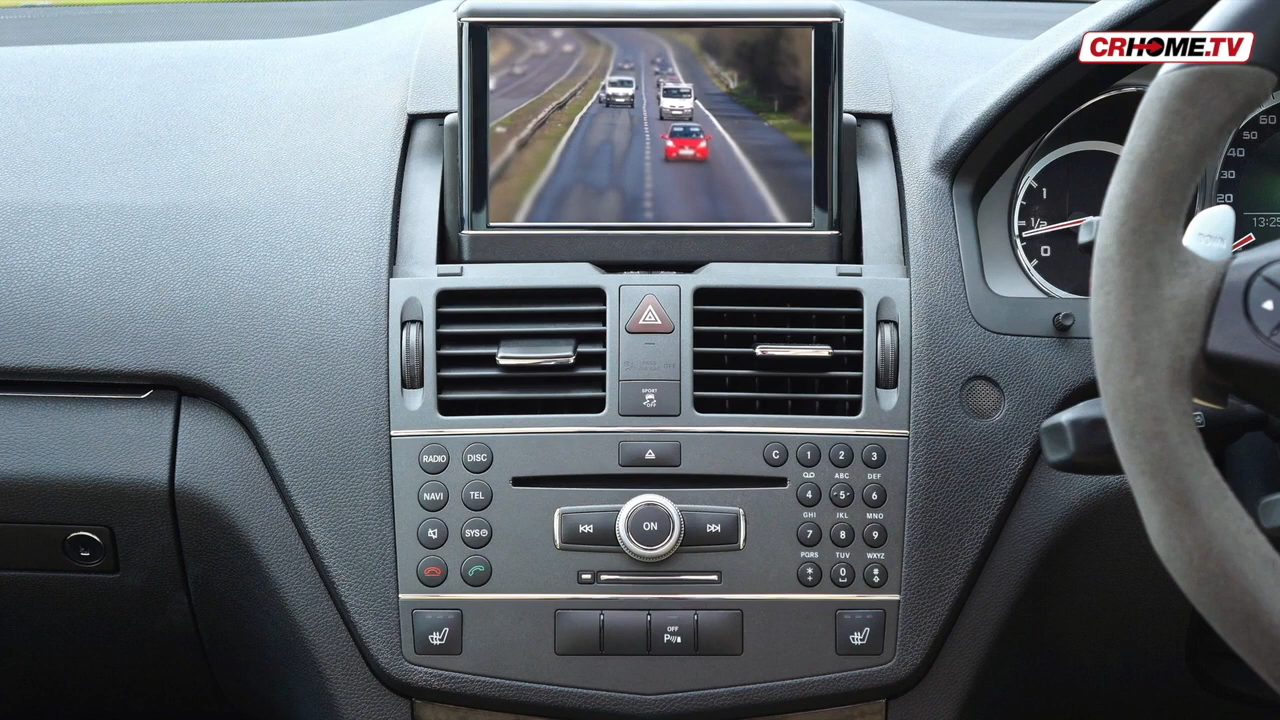 CRHOME.TV
60
50
40
30
20
13:25
1
1/2
0
SPORT
OFF
RADIO
DISC
NAVI
TEL
SYS
ON
C
1
2
3
ABC
DEF
4
5
6
GHI
JKL
MNO
7
8
9
PQRS
TUV
WXYZ
*
0
#
OFF
P